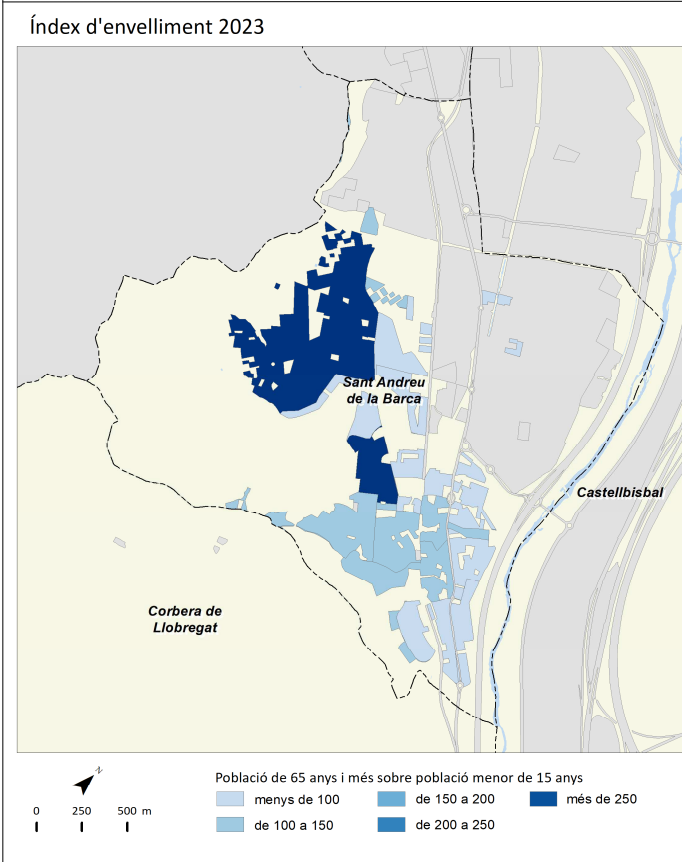 Índex d'envelliment 2023
Sant Andreu
de la Barca
Castellbisbal
Corbera de
Llobregat
N
0 250 500 m
Població de 65 anys i més sobre població menor de 15 anys
menys de 100
de 150 a 200
més de 250
de 100 a 150
de 200 a 250